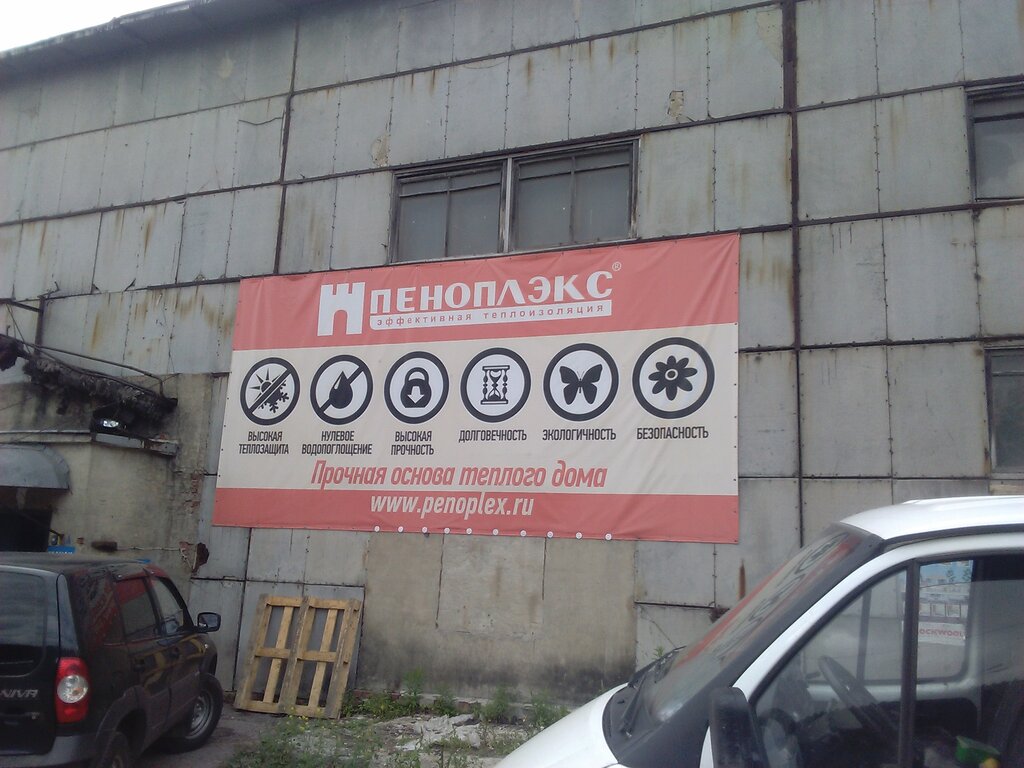 ПЕНОПЛЭКС®
эффективная теплоизоляция
ВЫСОКАЯ ТЕПЛОЗАЩИТА
НУЛЕВОЕ ВОДОПОГЛОЩЕНИЕ
ВЫСОКАЯ ПРОЧНОСТЬ
ДОЛГОВЕЧНОСТЬ
ЭКОЛОГИЧНОСТЬ
БЕЗОПАСНОСТЬ
Прочная основа теплого дома
www.penoplex.ru
NIVA